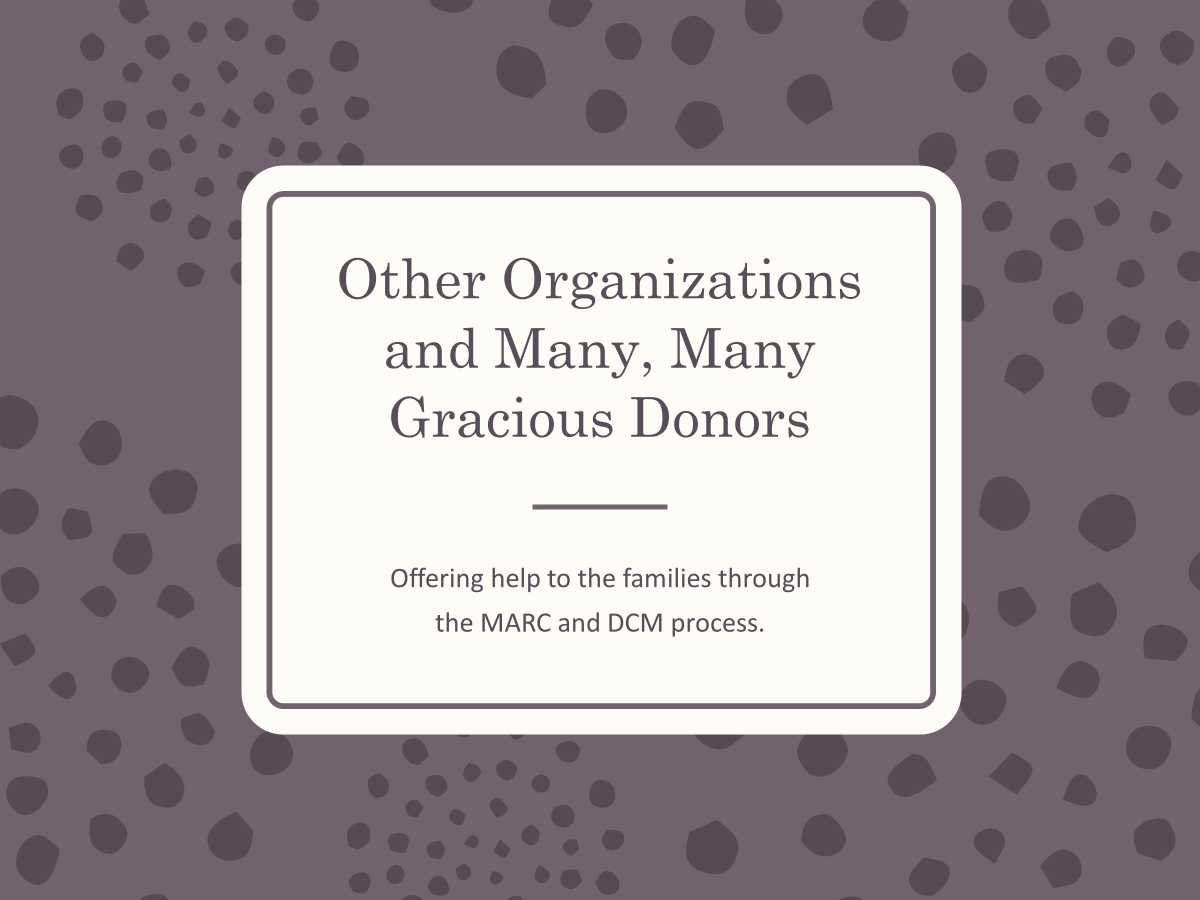 Other Organizations
and Many, Many
Gracious Donors
Offering help to the families through
the MARC and DCM process.